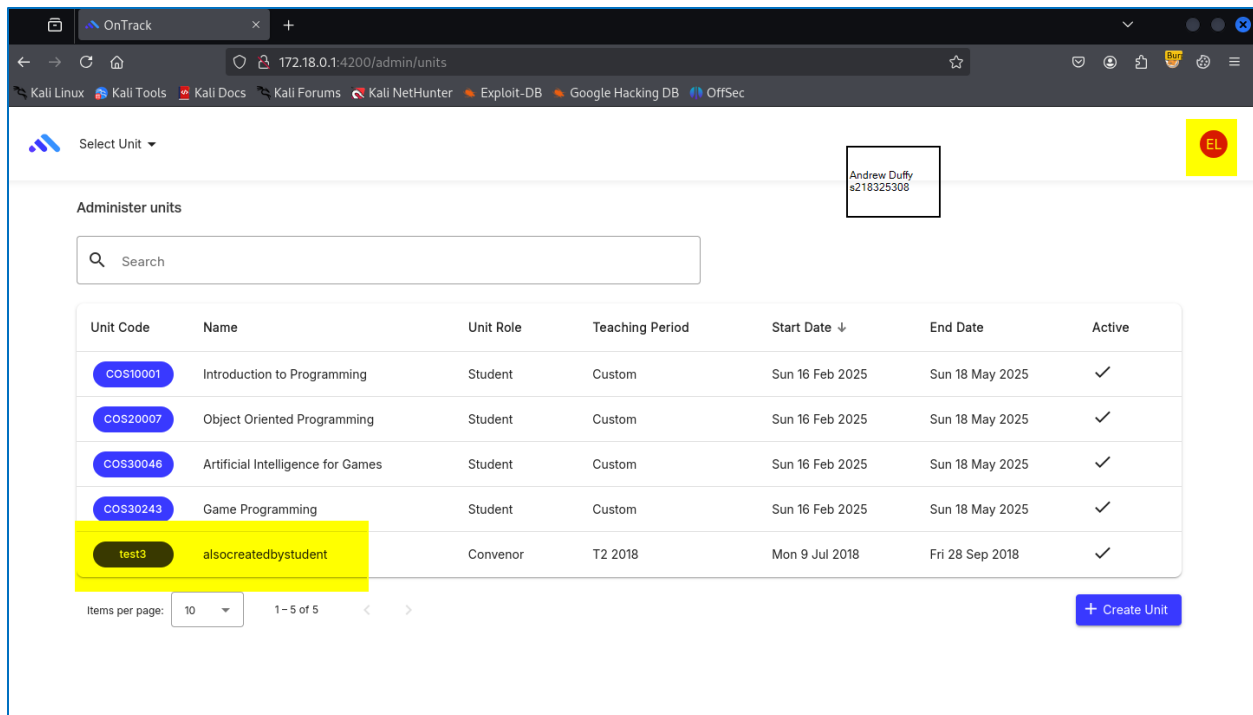 OnTrack
172.18.0.1:4200/admin/units
Bur
Kali Linux Kali Tools Kali Docs Kali Forums Kali NetHunter Exploit-DB Google Hacking DB OffSec
Select Unit
EL
Andrew Duffy
s218325308
Administer units
Search
Unit Code Name Unit Role Teaching Period Start Date ↓ End Date Active
COS10001 Introduction to Programming Student Custom Sun 16 Feb 2025 Sun 18 May 2025
COS20007 Object Oriented Programming Student Custom Sun 16 Feb 2025 Sun 18 May 2025
COS30046 Artificial Intelligence for Games Student Custom Sun 16 Feb 2025 Sun 18 May 2025
COS30243 Game Programming Student Custom Sun 16 Feb 2025 Sun 18 May 2025
test3 alsocreatedbystudent Convenor T2 2018 Mon 9 Jul 2018 Fri 28 Sep 2018
Items per page: 10 1 – 5 of 5 + Create Unit